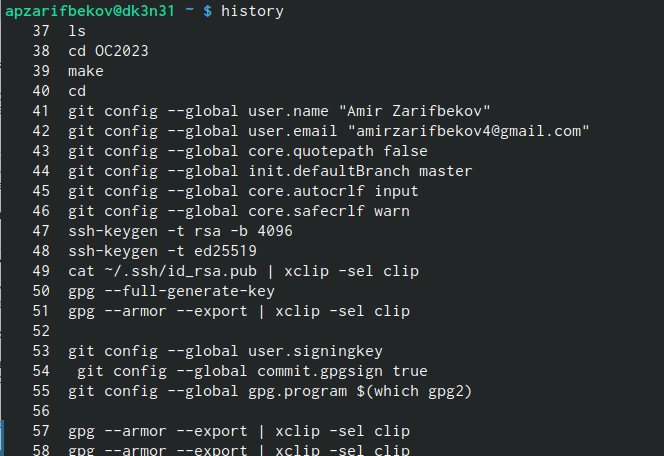 apzarifbekov@dk3n31 ~ $ history
37 ls
38 cd OC2023
39 make
40 cd
41 git config --global user.name "Amir Zarifbekov"
42 git config --global user.email "amirzarifbekov4@gmail.com"
43 git config --global core.quotepath false
44 git config --global init.defaultBranch master
45 git config --global core.autocrlf input
46 git config --global core.safecrlf warn
47 ssh-keygen -t rsa -b 4096
48 ssh-keygen -t ed25519
49 cat ~/.ssh/id_rsa.pub | xclip -sel clip
50 gpg --full-generate-key
51 gpg --armor --export | xclip -sel clip
52
53 git config --global user.signingkey
54  git config --global commit.gpgsign true
55 git config --global gpg.program $(which gpg2)
56
57 gpg --armor --export | xclip -sel clip
58 gpg --armor --export | xclip -sel clip